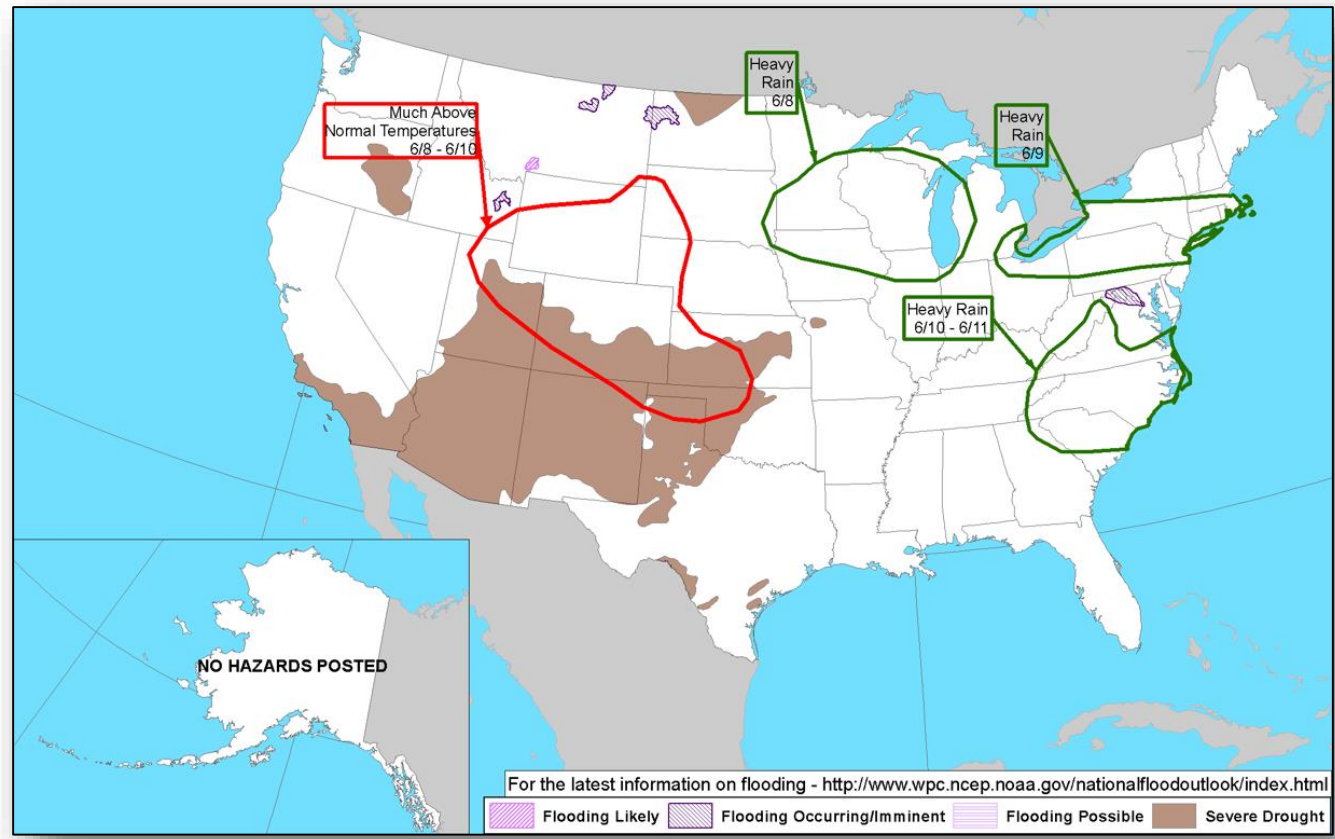 Heavy
Rain
6/8
Much Above
Normal Temperatures
6/8 - 6/10
Heavy
Rain
6/9
Heavy Rain
6/10 - 6/11
NO HAZARDS POSTED
For the latest information on flooding - http://www.wpc.ncep.noaa.gov/nationalfloodoutlook/index.html
Flooding Likely Flooding Occurring/Imminent Flooding Possible Severe Drought